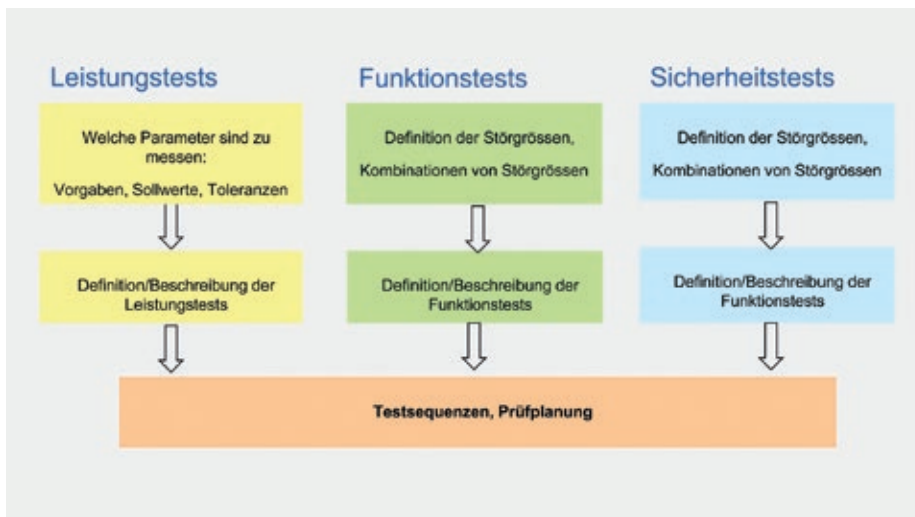 Leistungstests
Welche Parameter sind zu
messen:
Vorgaben, Sollwerte, Toleranzen
Definition/Beschreibung der
Leistungstests
Funktionstests
Definition der Störgrössen,
Kombinationen von Störgrössen
Definition/Beschreibung der
Funktionstests
Sicherheitstests
Definition der Störgrössen,
Kombinationen von Störgrössen
Definition/Beschreibung der
Funktionstests
Testsequenzen, Prüfplanung